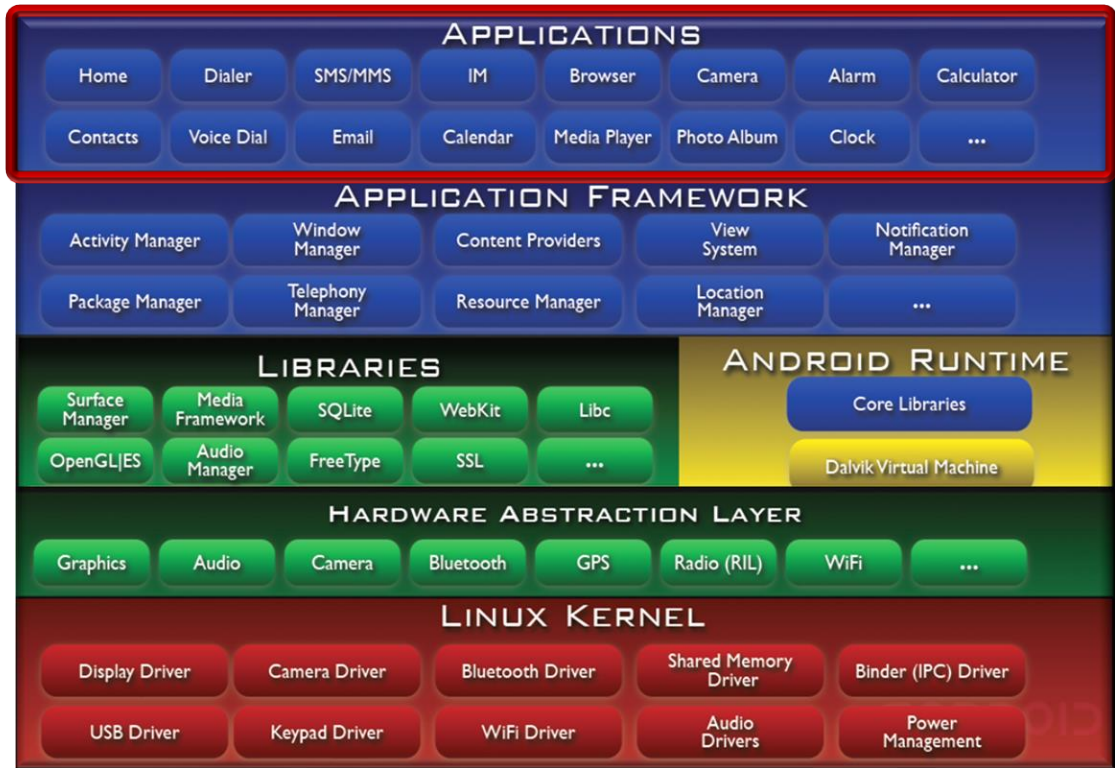 APPLICATIONS
Home Dialer SMS/MMS IM Browser Camera Alarm Calculator
Contacts Voice Dial Email Calendar Media Player Photo Album Clock ...
APPLICATION FRAMEWORK
Activity Manager
Window
Manager
Content Providers
View
System
Notification
Manager
Package Manager
Telephony
Manager
Resource Manager
Location
Manager
...
LIBRARIES
Surface
Manager
Media
Framework
SQLite
WebKit
Libc
OpenGL|ES
Audio
Manager
FreeType
SSL
...
ANDROID RUNTIME
Core Libraries
Dalvik Virtual Machine
HARDWARE ABSTRACTION LAYER
Graphics Audio Camera Bluetooth GPS Radio (RIL) WiFi ...
LINUX KERNEL
Display Driver
Camera Driver
Bluetooth Driver
Shared Memory
Driver
Binder (IPC) Driver
USB Driver
Keypad Driver
WiFi Driver
Audio
Drivers
Power
Management